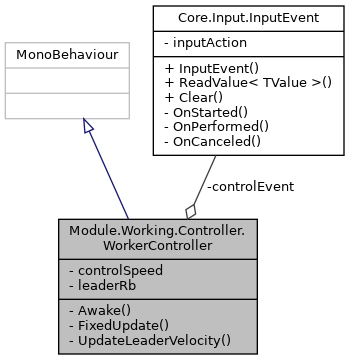 Core.Input.InputEvent
- inputAction
+ InputEvent()
+ ReadValue< TValue >()
+ Clear()
- OnStarted()
- OnPerformed()
- OnCanceled()
MonoBehaviour
-controlEvent
Module.Working.Controller.
WorkerController
- controlSpeed
- leaderRb
- Awake()
- FixedUpdate()
- UpdateLeaderVelocity()